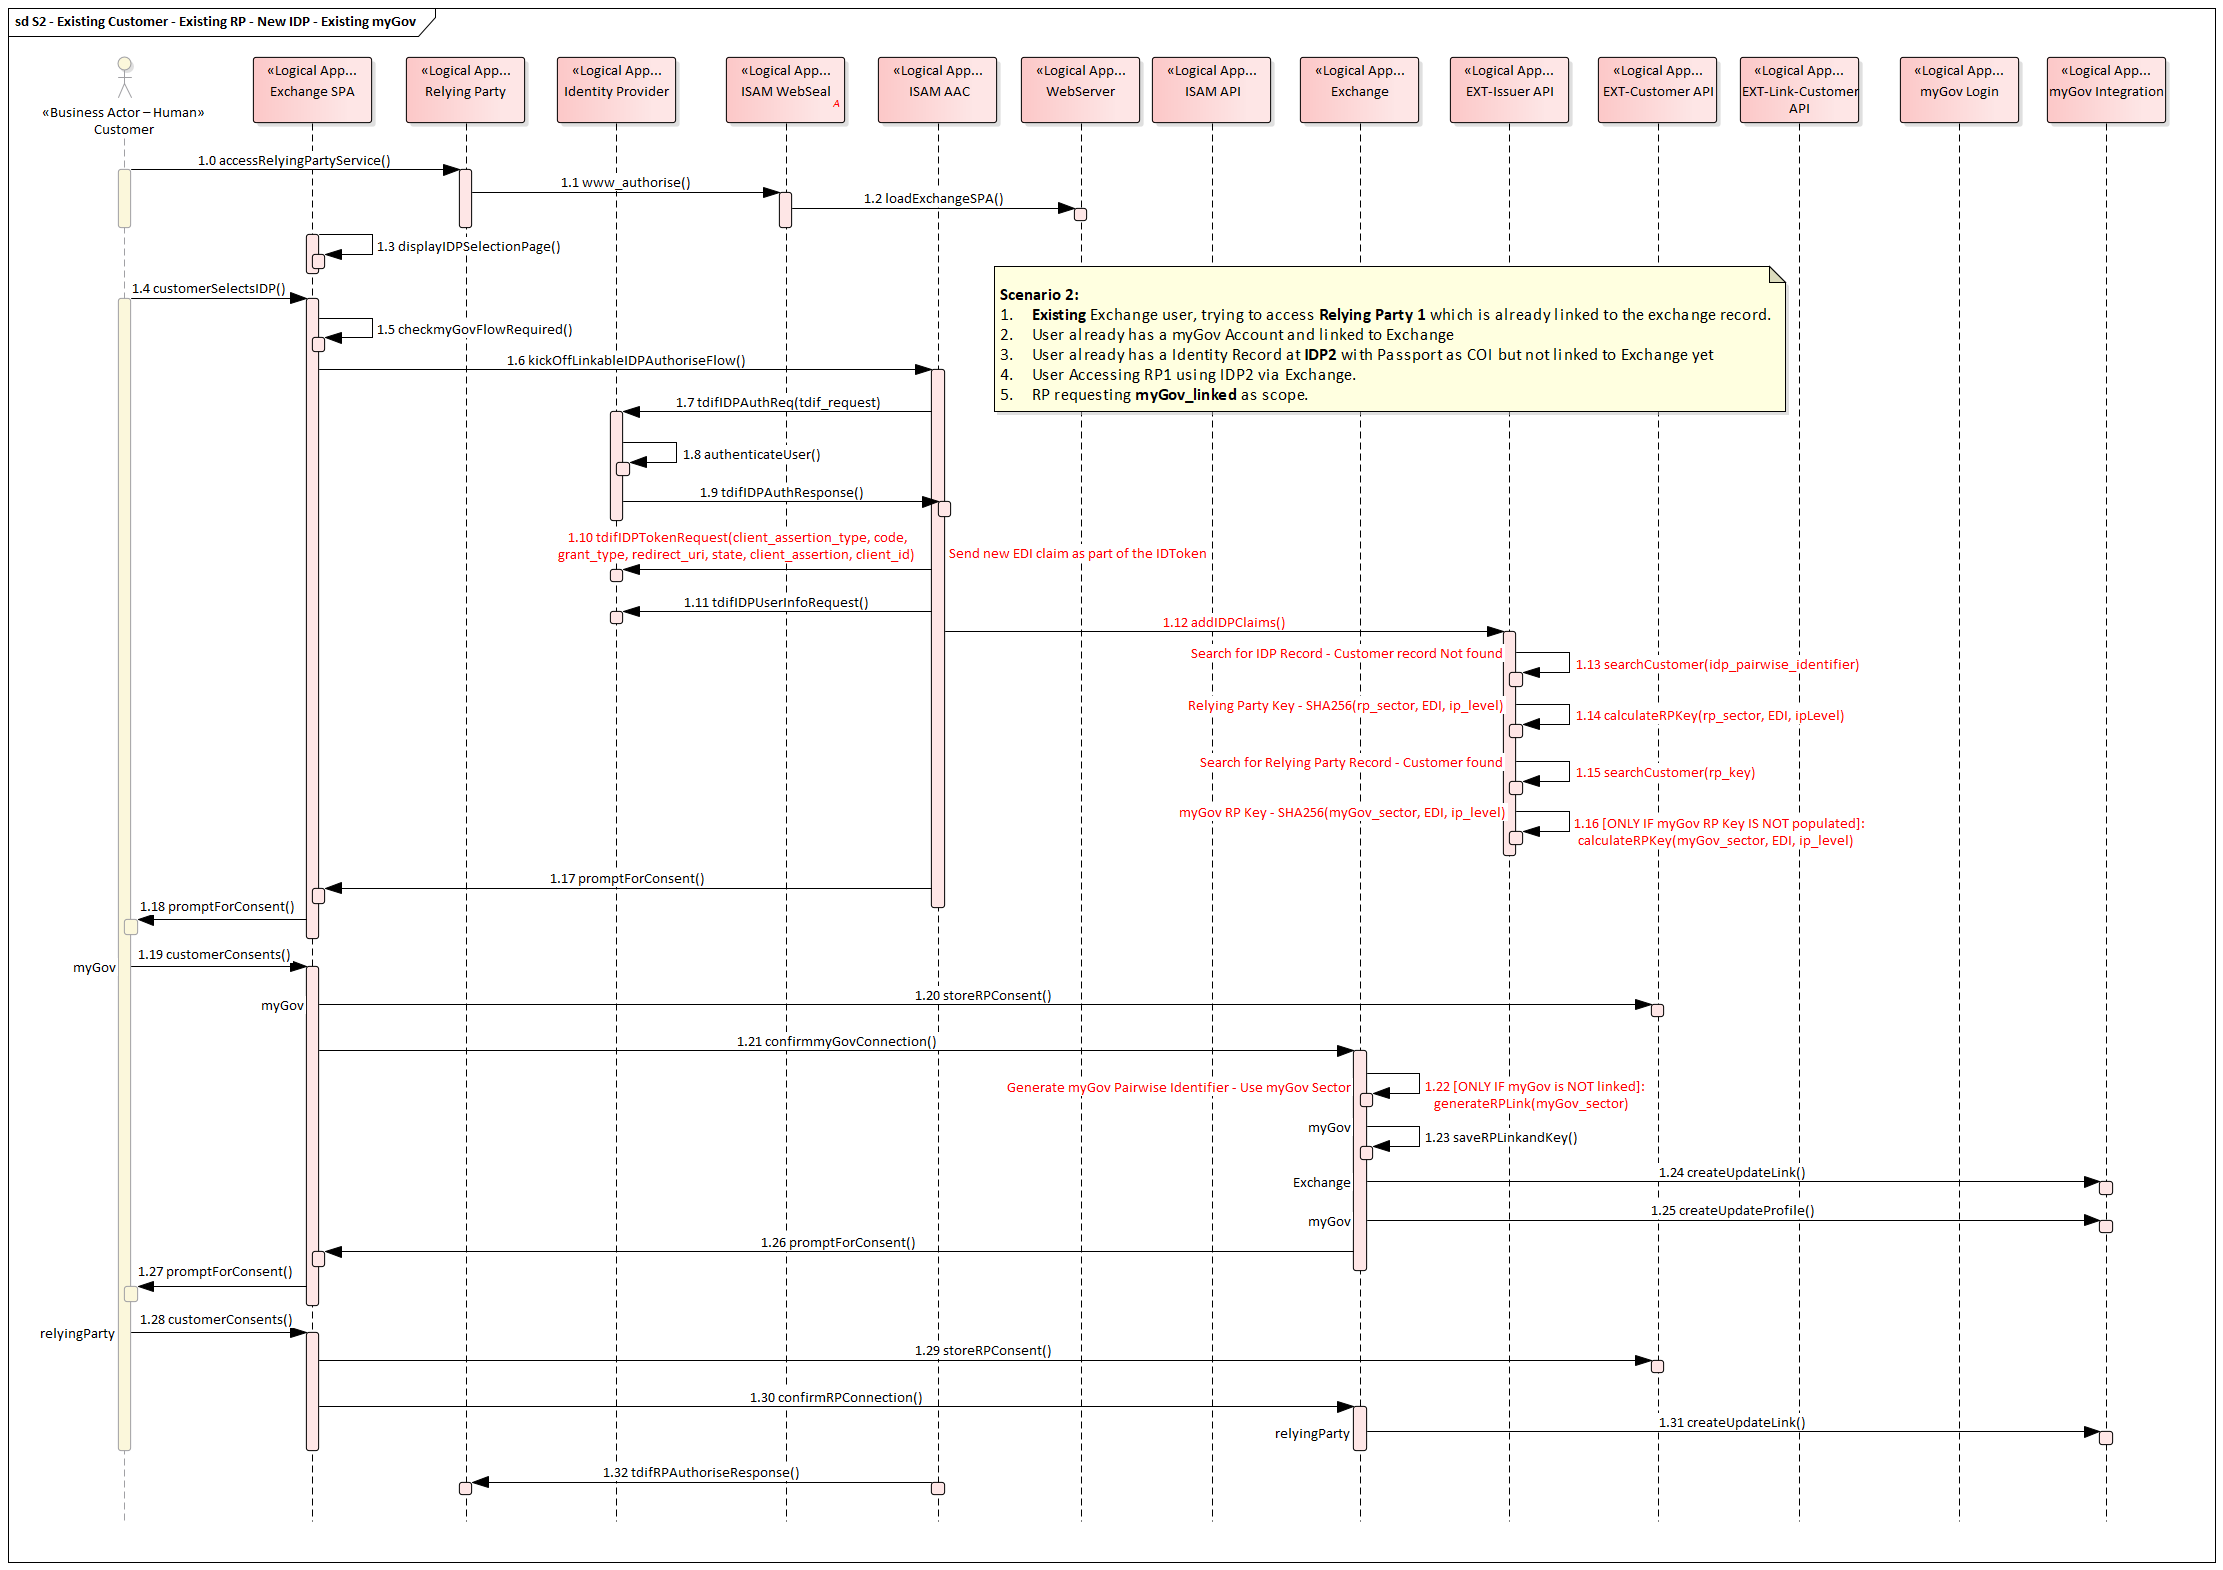 sd S2 - Existing Customer - Existing RP - New IDP - Existing myGov
«Business Actor – Human»
Customer
«Logical App...
Exchange SPA
«Logical App...
Relying Party
«Logical App...
Identity Provider
«Logical App...
ISAM WebSeal
A
«Logical App...
ISAM AAC
«Logical App...
WebServer
«Logical App...
ISAM API
«Logical App...
Exchange
«Logical App...
EXT-Issuer API
«Logical App...
EXT-Customer API
«Logical App...
EXT-Link-Customer
API
«Logical App...
myGov Login
«Logical App...
myGov Integration
1.0 accessRelyingPartyService()
1.1 www_authorise()
1.2 loadExchangeSPA()
1.3 displayIDPSelectionPage()
1.4 customerSelectsIDP()
Scenario 2:
1. Existing Exchange user, trying to access Relying Party 1 which is already linked to the exchange record.
2. User already has a myGov Account and linked to Exchange
3. User already has a Identity Record at IDP2 with Passport as COI but not linked to Exchange yet
4. User Accessing RP1 using IDP2 via Exchange.
5. RP requesting myGov_linked as scope.
1.5 checkmyGovFlowRequired()
1.6 kickOffLinkableIDPAuthoriseFlow()
1.7 tdifIDPAuthReq(tdif_request)
1.8 authenticateUser()
1.9 tdifIDPAuthResponse()
1.10 tdifIDPTokenRequest(client_assertion_type, code,
grant_type, redirect_uri, state, client_assertion, client_id)
Send new EDI claim as part of the IDToken
1.11 tdifIDPUserInfoRequest()
1.12 addIDPClaims()
Search for IDP Record - Customer record Not found
1.13 searchCustomer(idp_pairwise_identifier)
Relying Party Key - SHA256(rp_sector, EDI, ip_level)
1.14 calculateRPKey(rp_sector, EDI, ipLevel)
Search for Relying Party Record - Customer found
1.15 searchCustomer(rp_key)
myGov RP Key - SHA256(myGov_sector, EDI, ip_level)
1.16 [ONLY IF myGov RP Key IS NOT populated]:
calculateRPKey(myGov_sector, EDI, ip_level)
1.17 promptForConsent()
1.18 promptForConsent()
1.19 customerConsents()
myGov
1.20 storeRPConsent()
myGov
1.21 confirmmyGovConnection()
Generate myGov Pairwise Identifier - Use myGov Sector
1.22 [ONLY IF myGov is NOT linked]:
generateRPLink(myGov_sector)
myGov
1.23 saveRPLinkandKey()
1.24 createUpdateLink()
Exchange
1.25 createUpdateProfile()
myGov
1.26 promptForConsent()
1.27 promptForConsent()
1.28 customerConsents()
relyingParty
1.29 storeRPConsent()
1.30 confirmRPConnection()
1.31 createUpdateLink()
relyingParty
1.32 tdifRPAuthoriseResponse()